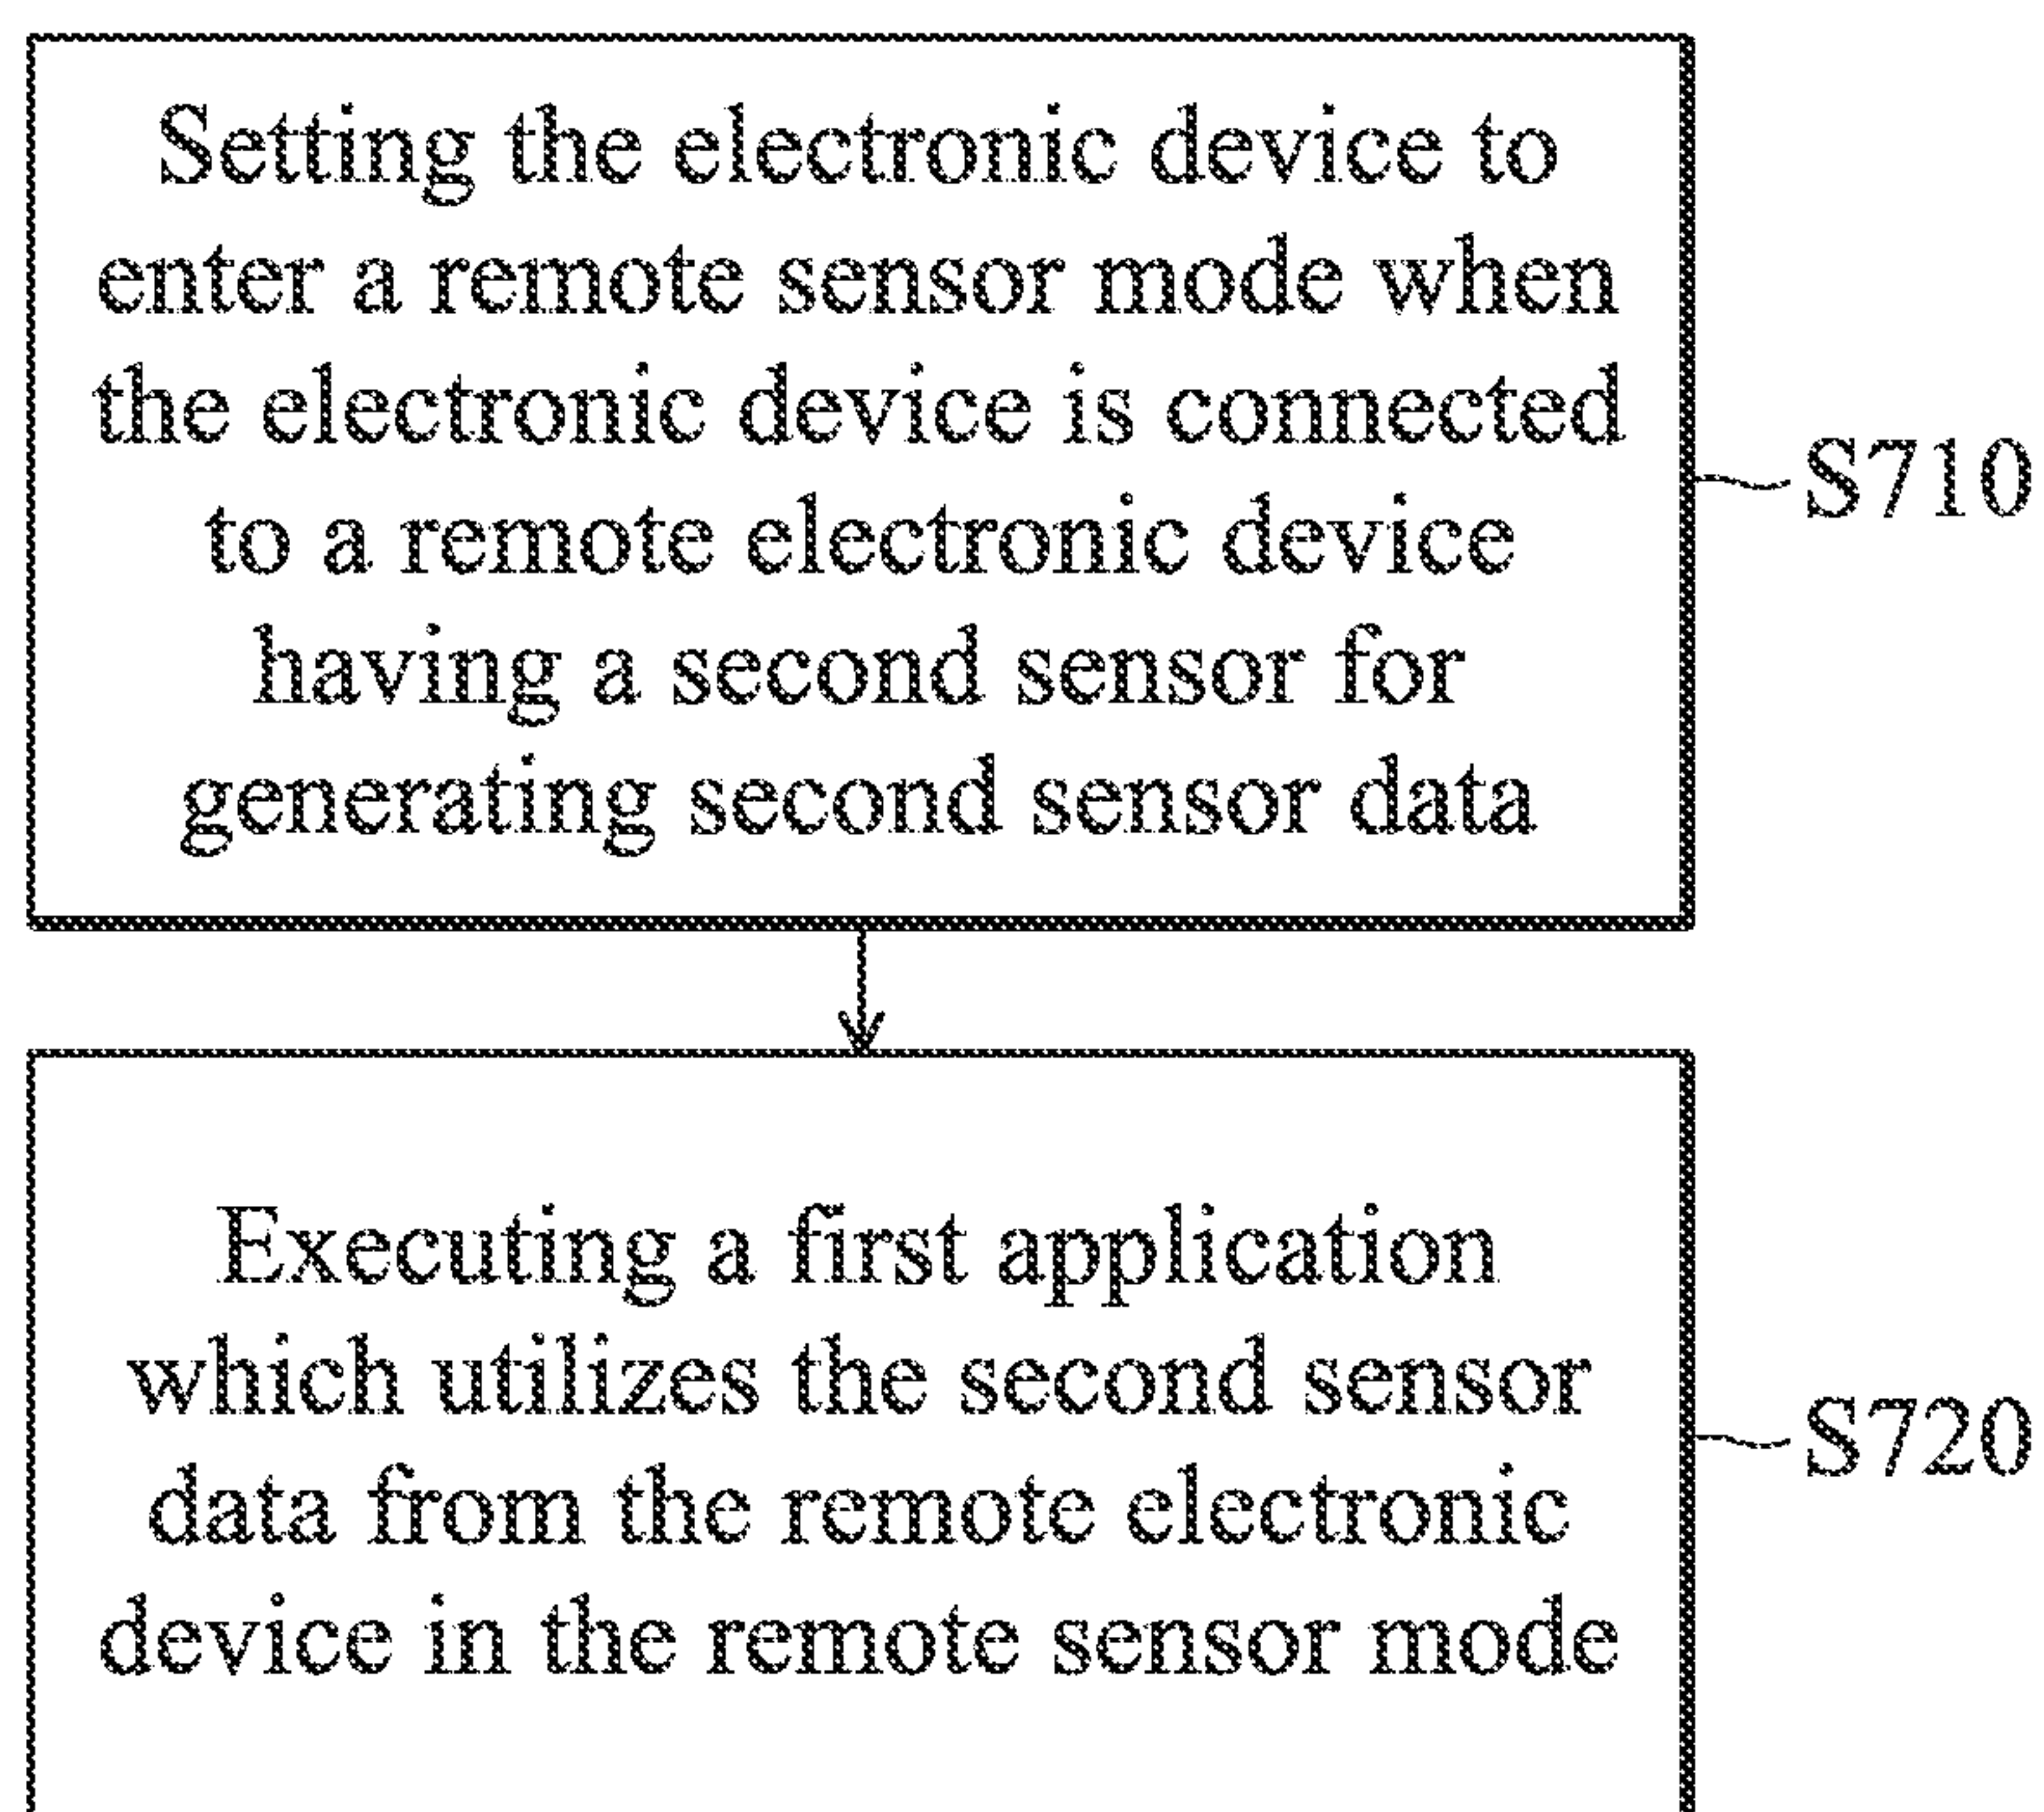 Setting the electronic device to
enter a remote sensor mode when
the electronic device is connected
to a remote electronic device
having a second sensor for
generating second sensor data
S710
Executing a first application
which utilizes the second sensor
data from the remote electronic
device in the remote sensor mode
S720